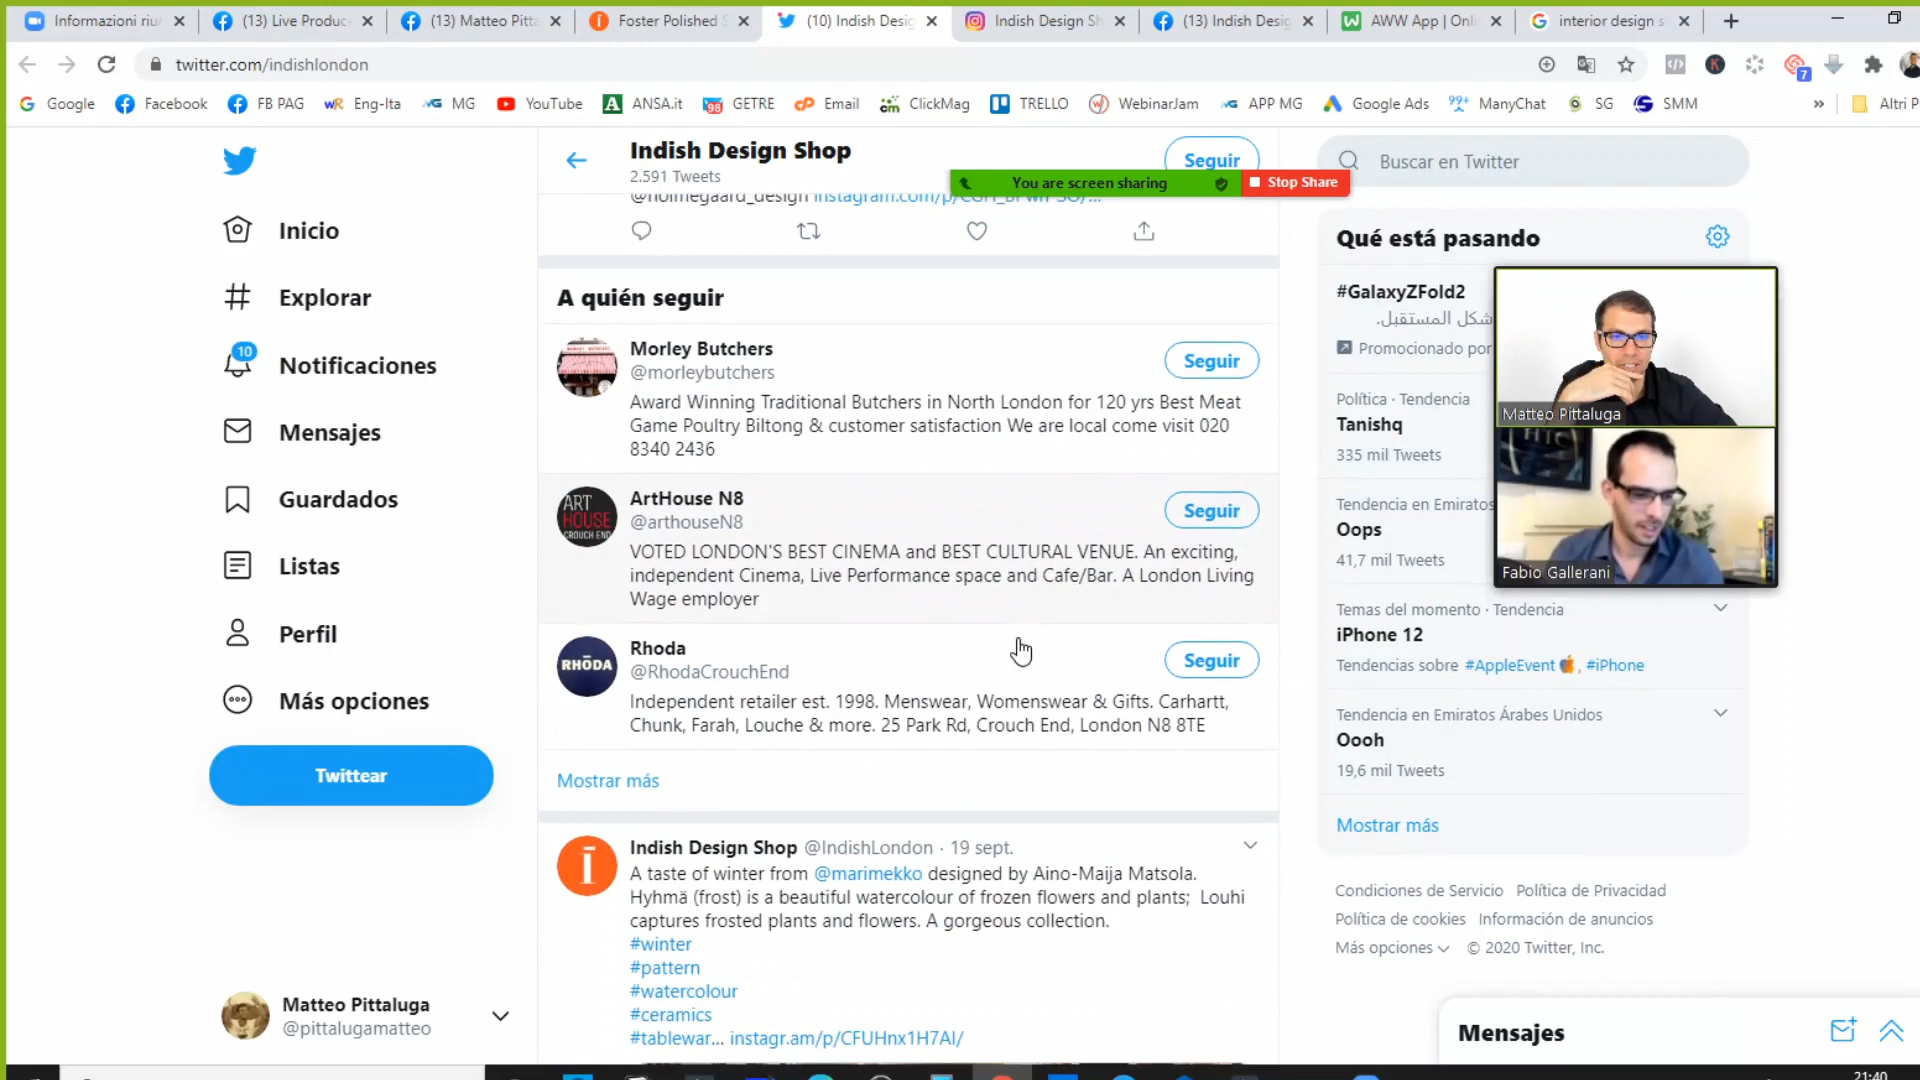 Informazioni riun
(13) Live Produc
(13) Matteo Pitt
Foster Polished S
(10) Indish Desig
Indish Design Sh
(13) Indish Desig
AWW App | Onli
interior design s
twitter.com/indishlondon
7
Google
Facebook
FB PAG
Eng-Ita
MG
YouTube
ANSA.it
GETRE
Email
ClickMag
TRELLO
WebinarJam
APP MG
Google Ads
ManyChat
SG
SMM
Altri P
Indish Design Shop
2.591 Tweets
Seguir
You are screen sharing
Stop Share
Buscar en Twitter
Inicio
Explorar
10
Notificaciones
Mensajes
Guardados
Listas
Perfil
Más opciones
Twittear
Matteo Pittaluga
@pittalugamatteo
A quién seguir
Morley Butchers
@morleybutchers
Seguir
Award Winning Traditional Butchers in North London for 120 yrs Best Meat
Game Poultry Biltong & customer satisfaction We are local come visit 020
8340 2436
ART
HOUSE
CROUCH END
ArtHouse N8
@arthouseN8
Seguir
VOTED LONDON'S BEST CINEMA and BEST CULTURAL VENUE. An exciting,
independent Cinema, Live Performance space and Cafe/Bar. A London Living
Wage employer
RHŌDA
Rhoda
@RhodaCrouchEnd
Seguir
Independent retailer est. 1998. Menswear, Womenswear & Gifts. Carhartt,
Chunk, Farah, Louche & more. 25 Park Rd, Crouch End, London N8 8TE
Mostrar más
Indish Design Shop @IndishLondon · 19 sept.
A taste of winter from @marimekko designed by Aino-Maija Matsola.
Hyhmä (frost) is a beautiful watercolour of frozen flowers and plants; Louhi
captures frosted plants and flowers. A gorgeous collection.
#winter
#pattern
#watercolour
#ceramics
#tablewar... instagr.am/p/CFUHnx1H7AI/
Qué está pasando
#GalaxyZFold2
شكل المستقبل.
Promocionado por
Política · Tendencia
Tanishq
335 mil Tweets
Tendencia en Emiratos
Oops
41,7 mil Tweets
Temas del momento · Tendencia
iPhone 12
Tendencias sobre #AppleEvent, #iPhone
Tendencia en Emiratos Árabes Unidos
Oooh
19,6 mil Tweets
Mostrar más
Condiciones de Servicio Política de Privacidad
Política de cookies Información de anuncios
Más opciones © 2020 Twitter, Inc.
Matteo Pittaluga
Fabio Gallerani
Mensajes
21:40